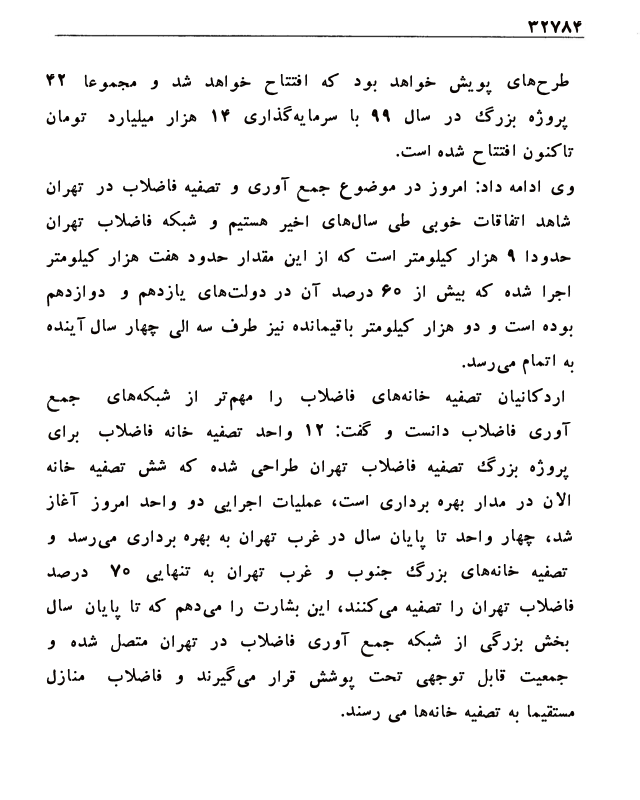 ۳۲۷۸۴
طرح‌های پویش خواهد بود که افتتاح خواهد شد و مجموعا ۴۲
پروژه بزرگ در سال ۹۹ با سرمایه‌گذاری ۱۴ هزار میلیارد تومان
تاکنون افتتاح شده است.
وی ادامه داد: امروز در موضوع جمع آوری و تصفیه فاضلاب در تهران
شاهد اتفاقات خوبی طی سال‌های اخیر هستیم و شبکه فاضلاب تهران
حدودا ۹ هزار کیلومتر است که از این مقدار حدود هفت هزار کیلومتر
اجرا شده که بیش از ۶۰ درصد آن در دولت‌های یازدهم و دوازدهم
بوده است و دو هزار کیلومتر باقیمانده نیز ظرف سه الی چهار سال آینده
به اتمام می‌رسد.
اردکانیان تصفیه خانه‌های فاضلاب را مهم‌تر از شبکه‌های جمع
آوری فاضلاب دانست و گفت: ۱۲ واحد تصفیه خانه فاضلاب برای
پروژه بزرگ تصفیه فاضلاب تهران طراحی شده که شش تصفیه خانه
الان در مدار بهره برداری است، عملیات اجرایی دو واحد امروز آغاز
شد، چهار واحد تا پایان سال در غرب تهران به بهره برداری می‌رسد و
تصفیه خانه‌های بزرگ جنوب و غرب تهران به تنهایی ۷۰ درصد
فاضلاب تهران را تصفیه می‌کنند، این بشارت را می‌دهم که تا پایان سال
بخش بزرگی از شبکه جمع آوری فاضلاب در تهران متصل شده و
جمعیت قابل توجهی تحت پوشش قرار می‌گیرند و فاضلاب منازل
مستقیما به تصفیه خانه‌ها می رسند.